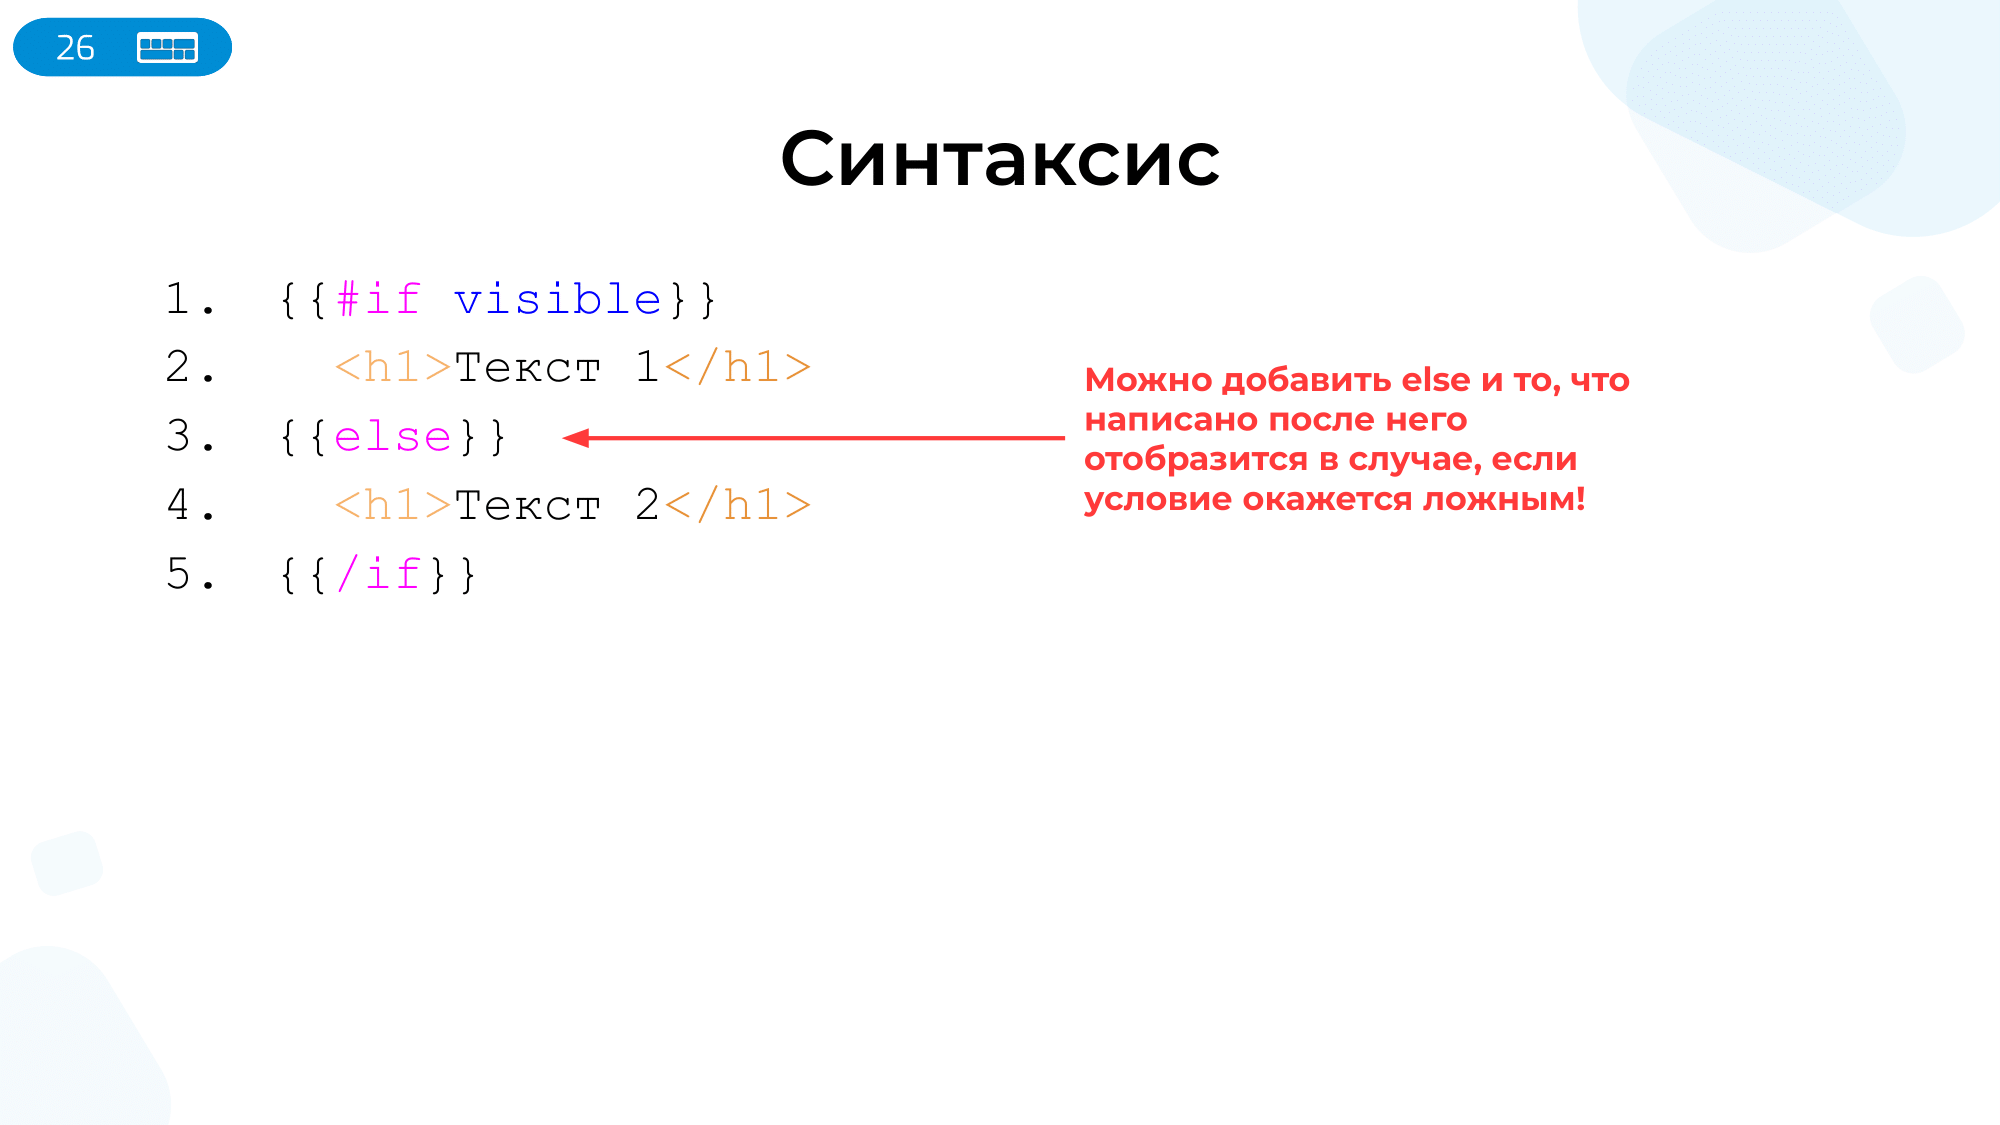 26
Синтаксис
1. {{#if visible}}
2. <h1>Текст 1</h1>
3. {{else}}
4. <h1>Текст 2</h1>
5. {{/if}}
Можно добавить else и то, что
написано после него
отобразится в случае, если
условие окажется ложным!